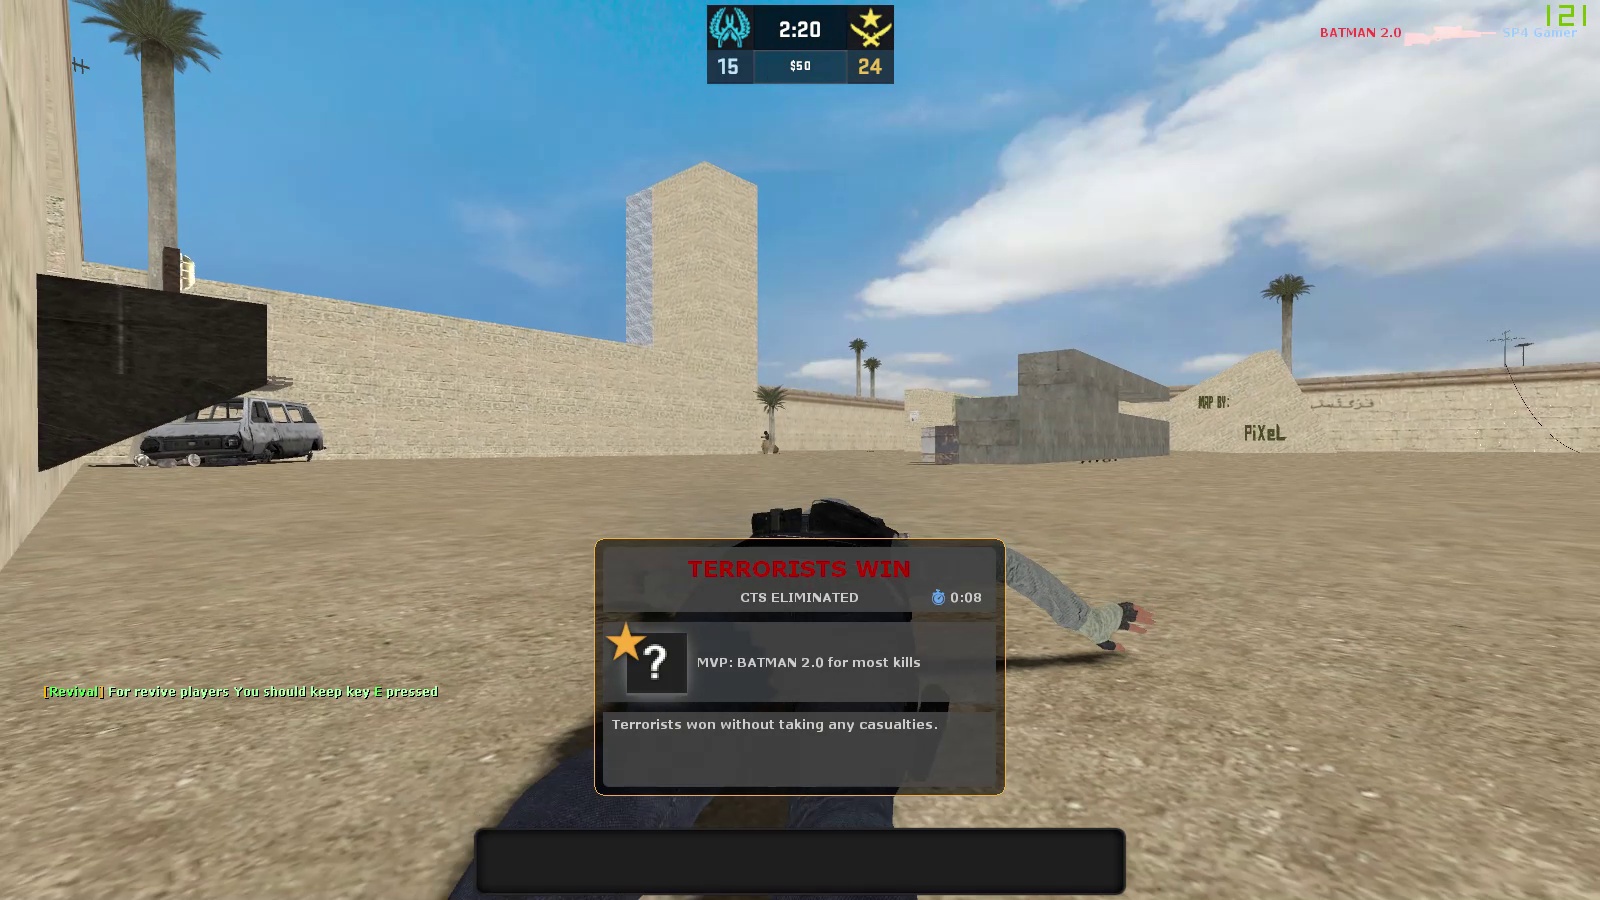 121
2:20
BATMAN 2.0 SP4 Gamer
15 $50 24
MAP BY:
PiXeL
TERRORISTS WIN
CTS ELIMINATED 0:08
?
MVP: BATMAN 2.0 for most kills
[Revival] For revive players You should keep key E pressed
Terrorists won without taking any casualties.